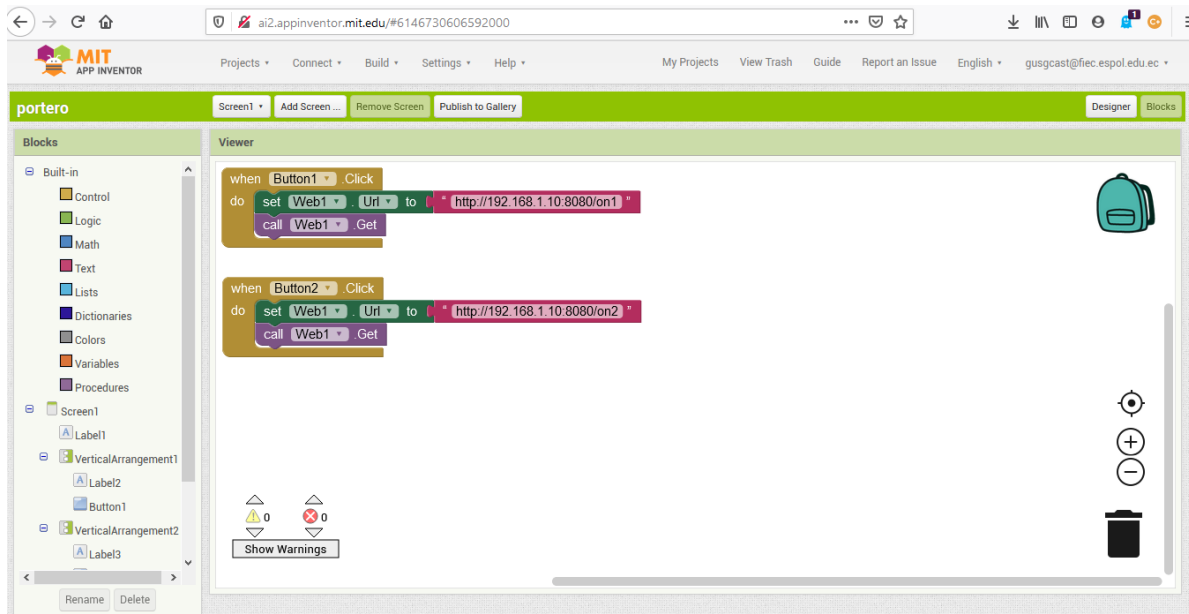 ai2.appinventor.mit.edu/#6146730606592000
1
MIT
APP INVENTOR
Projects Connect Build Settings Help My Projects View Trash Guide Report an Issue English gusgcast@fiec.espol.edu.ec
portero Screen1 Add Screen ... Remove Screen Publish to Gallery Designer Blocks
Blocks Viewer
Built-in
Control
Logic
Math
Text
Lists
Dictionaries
Colors
Variables
Procedures
Screen1
Label1
VerticalArrangement1
Label2
Button1
VerticalArrangement2
Label3
Rename Delete
when Button1 .Click
do set Web1 . Url to " http://192.168.1.10:8080/on1 "
call Web1 .Get
when Button2 .Click
do set Web1 . Url to " http://192.168.1.10:8080/on2 "
call Web1 .Get
0 0
Show Warnings